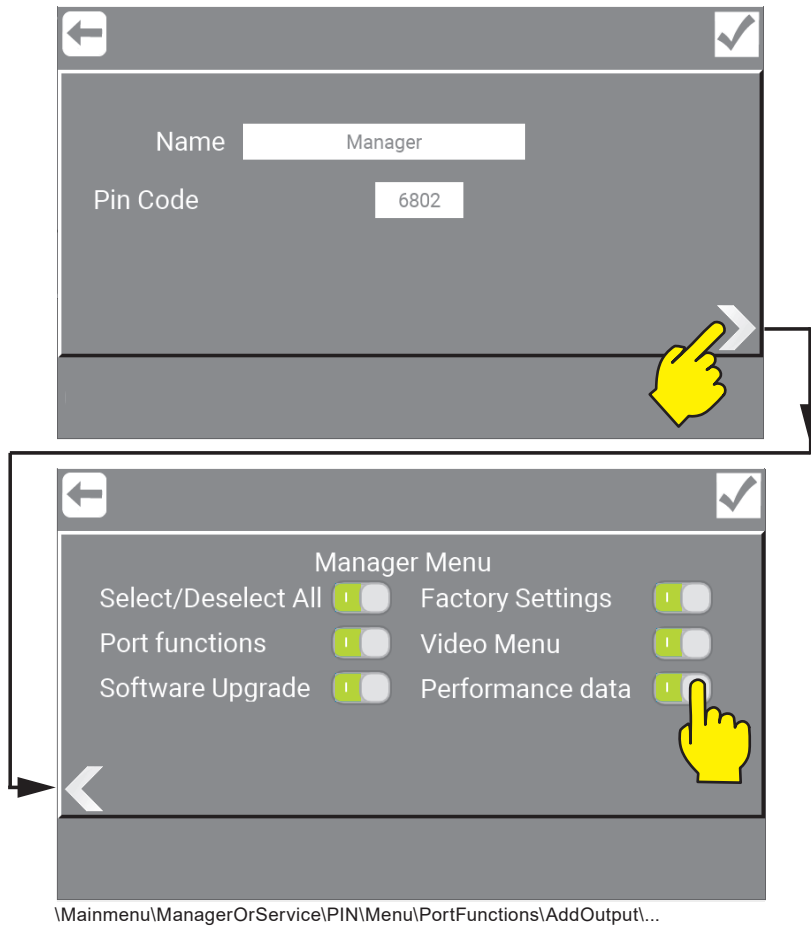 Name Manager
Pin Code 6802
Manager Menu
Select/Deselect All I Factory Settings I
Port functions I Video Menu I
Software Upgrade I Performance data I
\Mainmenu\ManagerOrService\PIN\Menu\PortFunctions\AddOutput\...